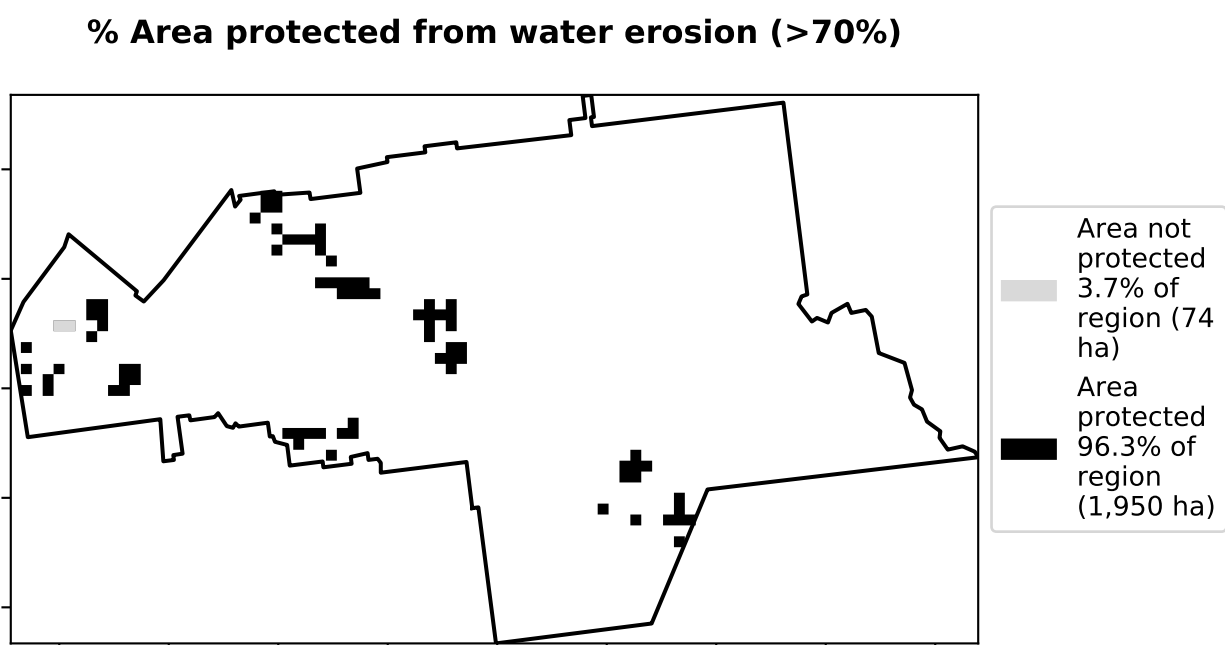 % Area protected from water erosion (>70%)
Area not
protected
3.7% of
region (74
ha)
Area
protected
96.3% of
region
(1,950 ha)